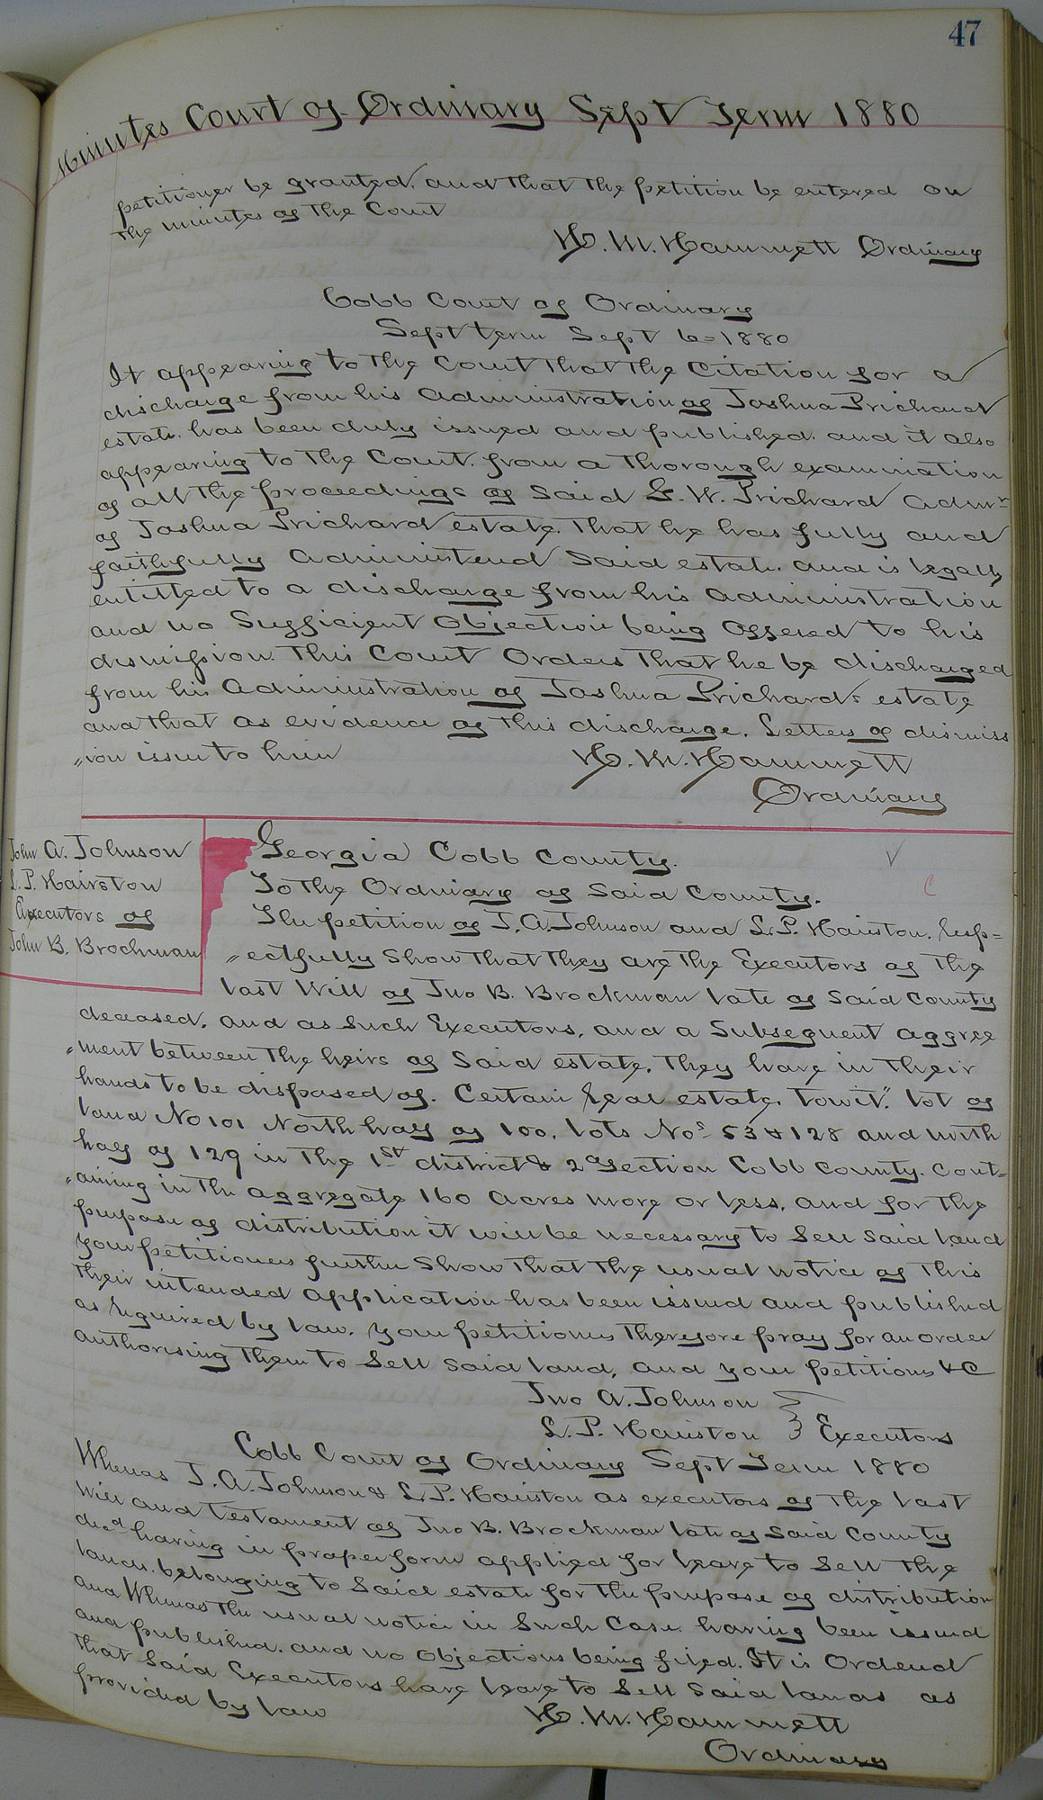 47
Minutes Court of Ordinary Sept Term 1880
petitioner be granted, and that the petition be entered on
the minutes of the Court
H. M. Hammett Ordinary
Cobb Court of Ordinary
Sept term Sept 6=1880
It appearing to the Court that the Citation for a
discharge from his Administration of Joshua Prichard
estate has been duly issued and published. and it also
appearing to the Court from a thorough examination
of all the proceedings of said G. W. Prichard Admr
of Joshua Prichard estate. that he has fully and
faithfully Administered said estate. and is legally
entitled to a discharge from his administration
and no Sufficient Objection being Offered to his
dismission. This Court Orders that he be discharged
from his Administration of Joshua Prichards estate
and that as evidence of this discharge. Letters of dismiss
"ion issue to him
H. M. Hammett
Ordinary
John A. Johnson
L. P. Hairston
Executors of
John B. Brockman
Georgia Cobb County.
To the Ordinary of Said County.
The petition of J. A. Johnson and L. P. Hairston. Resp=
"ectfully Show that they are the Executors of the
last Will of Jno B. Brockman late of Said County
deceased, and as Such Executors, and a Subsequent aggree
"ment between the heirs of Said estate, they have in their
hands to be disposed of. Certain Real estate, towit". lot of
land No 101 North half of 100, lots Nos 53 & 128 and north
half of 129 in the 1st district & 2d Section Cobb County. Cont=
"aining in the aggregate 160 Acres more or less, and for the
purpose of distribution it will be necessary to Sell Said land
Your petitioners further Show that the usual notice of this
their intended Application has been issued and published
as Required by law. Your petitioners therefore pray for an order
authorising them to Sell Said land, and your petitioners &C
Jno A. Johnson
L. P. Hairston } Executors
Cobb Court of Ordinary Sept Term 1880
Whereas J. A. Johnson & L. P. Hairston as executors of the last
Will and testament of Jno B. Brockman late of Said County
decd having in proper form applied for leave to Sell the
lands belonging to Said estate for the purpose of distribution
and Whereas the usual notice in Such Case having been issued
and published. and no Objections being filed. It is Ordered
that Said Executors have leave to Sell Said lands as
provided by law
H. M. Hammett
Ordinary